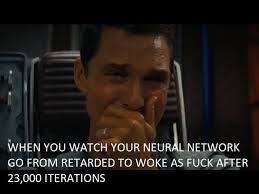 WHEN YOU WATCH YOUR NEURAL NETWORK
GO FROM RETARDED TO WOKE AS FUCK AFTER
23,000 ITERATIONS